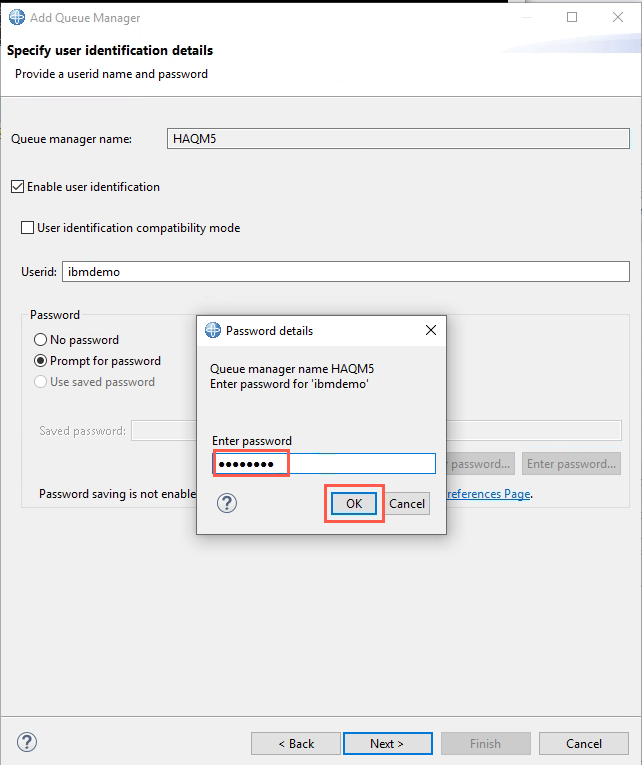 Add Queue Manager
Specify user identification details
Provide a userid name and password
Queue manager name: HAQM5
Enable user identification
User identification compatibility mode
Userid: ibmdemo
Password
No password
Prompt for password
Use saved password
Saved password:
password... Enter password...
Password saving is not enable
references Page.
Password details
Queue manager name HAQM5
Enter password for 'ibmdemo'
Enter password
●●●●●●●●
? OK Cancel
? < Back Next > Finish Cancel